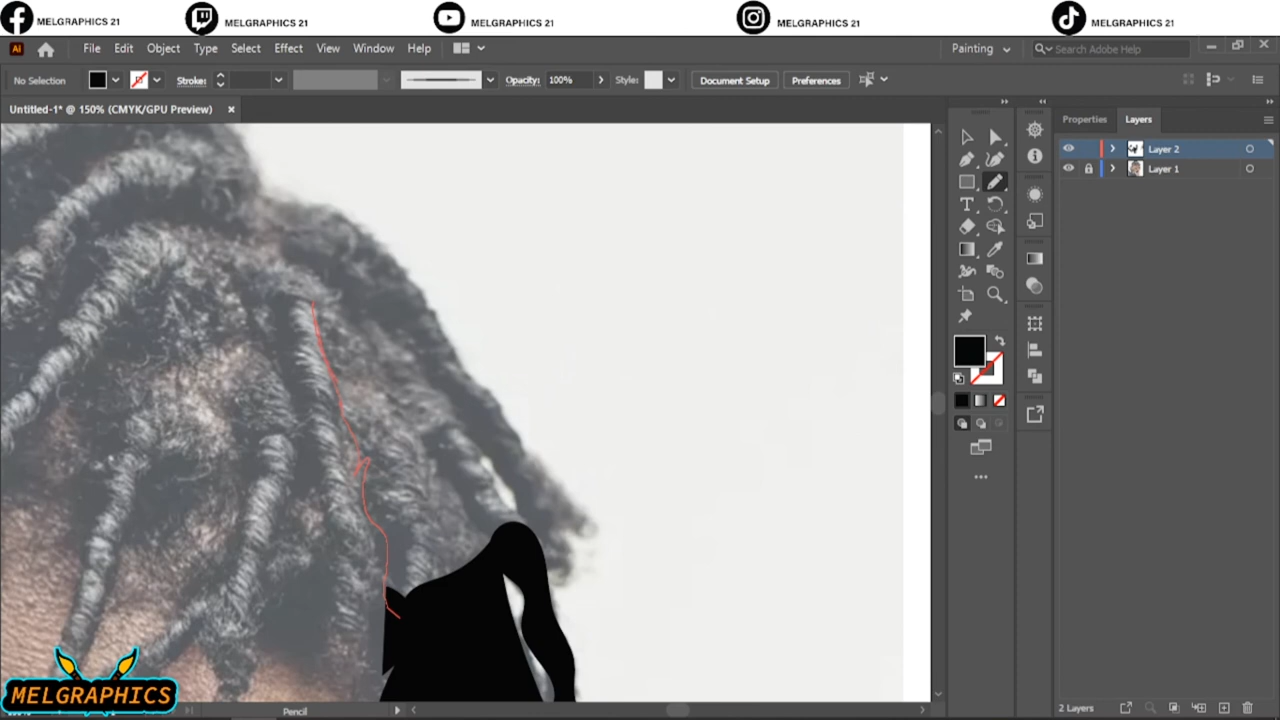 MELGRAPHICS 21
MELGRAPHICS 21
MELGRAPHICS 21
MELGRAPHICS 21
MELGRAPHICS 21
Ai File Edit Object Type Select Effect View Window Help
Painting
Search Adobe Help
No Selection
Stroke:
Opacity: 100%
Style:
Document Setup
Preferences
Untitled-1* @ 150% (CMYK/GPU Preview)
Properties Layers
Layer 2
Layer 1
MELGRAPHICS
Pencil
2 Layers